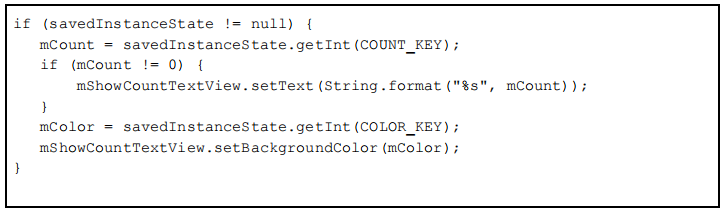 if (savedInstanceState != null) {
    mCount = savedInstanceState.getInt(COUNT_KEY);
    if (mCount != 0) {
        mShowCountTextView.setText(String.format("%s", mCount));
    }
    mColor = savedInstanceState.getInt(COLOR_KEY);
    mShowCountTextView.setBackgroundColor(mColor);
}